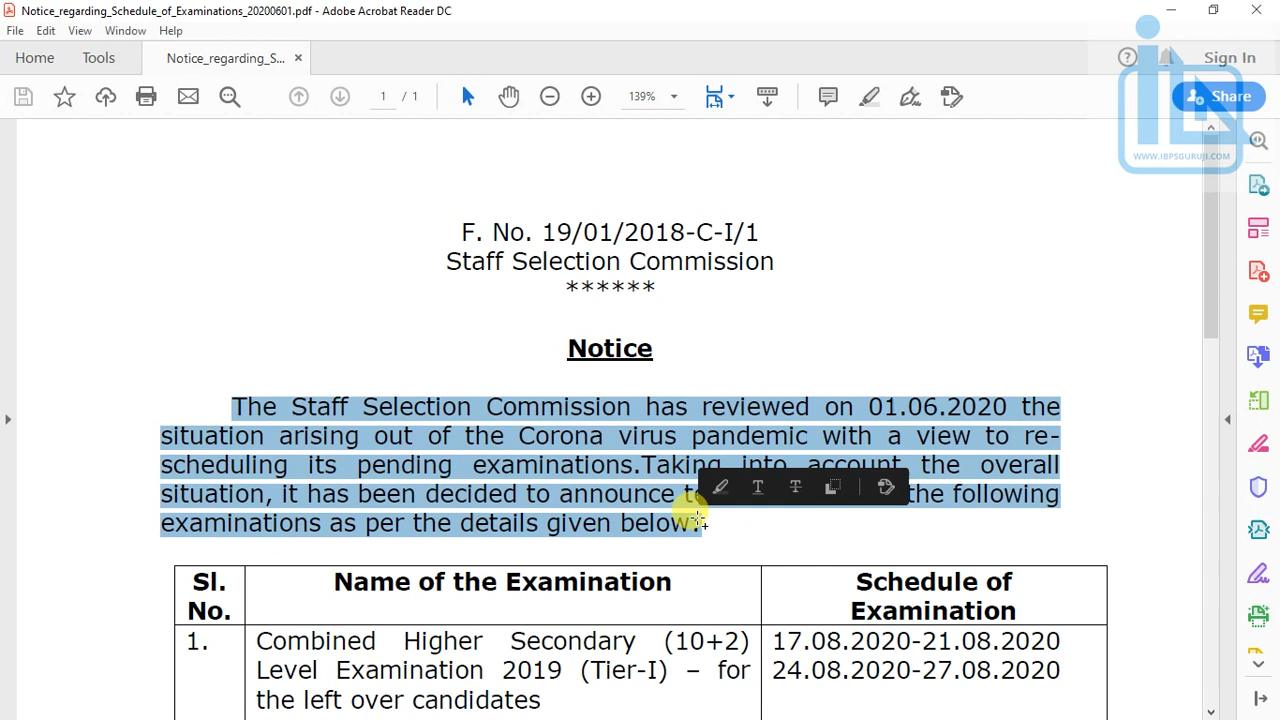 Notice_regarding_Schedule_of_Examinations_20200601.pdf - Adobe Acrobat Reader DC
File Edit View Window Help
Home Tools Notice_regarding_S... × Sign In
1 / 1 139% Share
WWW.IBPSGURUJI.COM
F. No. 19/01/2018-C-I/1
Staff Selection Commission
******
Notice
The Staff Selection Commission has reviewed on 01.06.2020 the
situation arising out of the Corona virus pandemic with a view to re-
scheduling its pending examinations.Taking into account the overall
situation, it has been decided to announce the following
examinations as per the details given below:
Sl. No. Name of the Examination Schedule of Examination
1. Combined Higher Secondary (10+2) 17.08.2020-21.08.2020
Level Examination 2019 (Tier-I) – for 24.08.2020-27.08.2020
the left over candidates